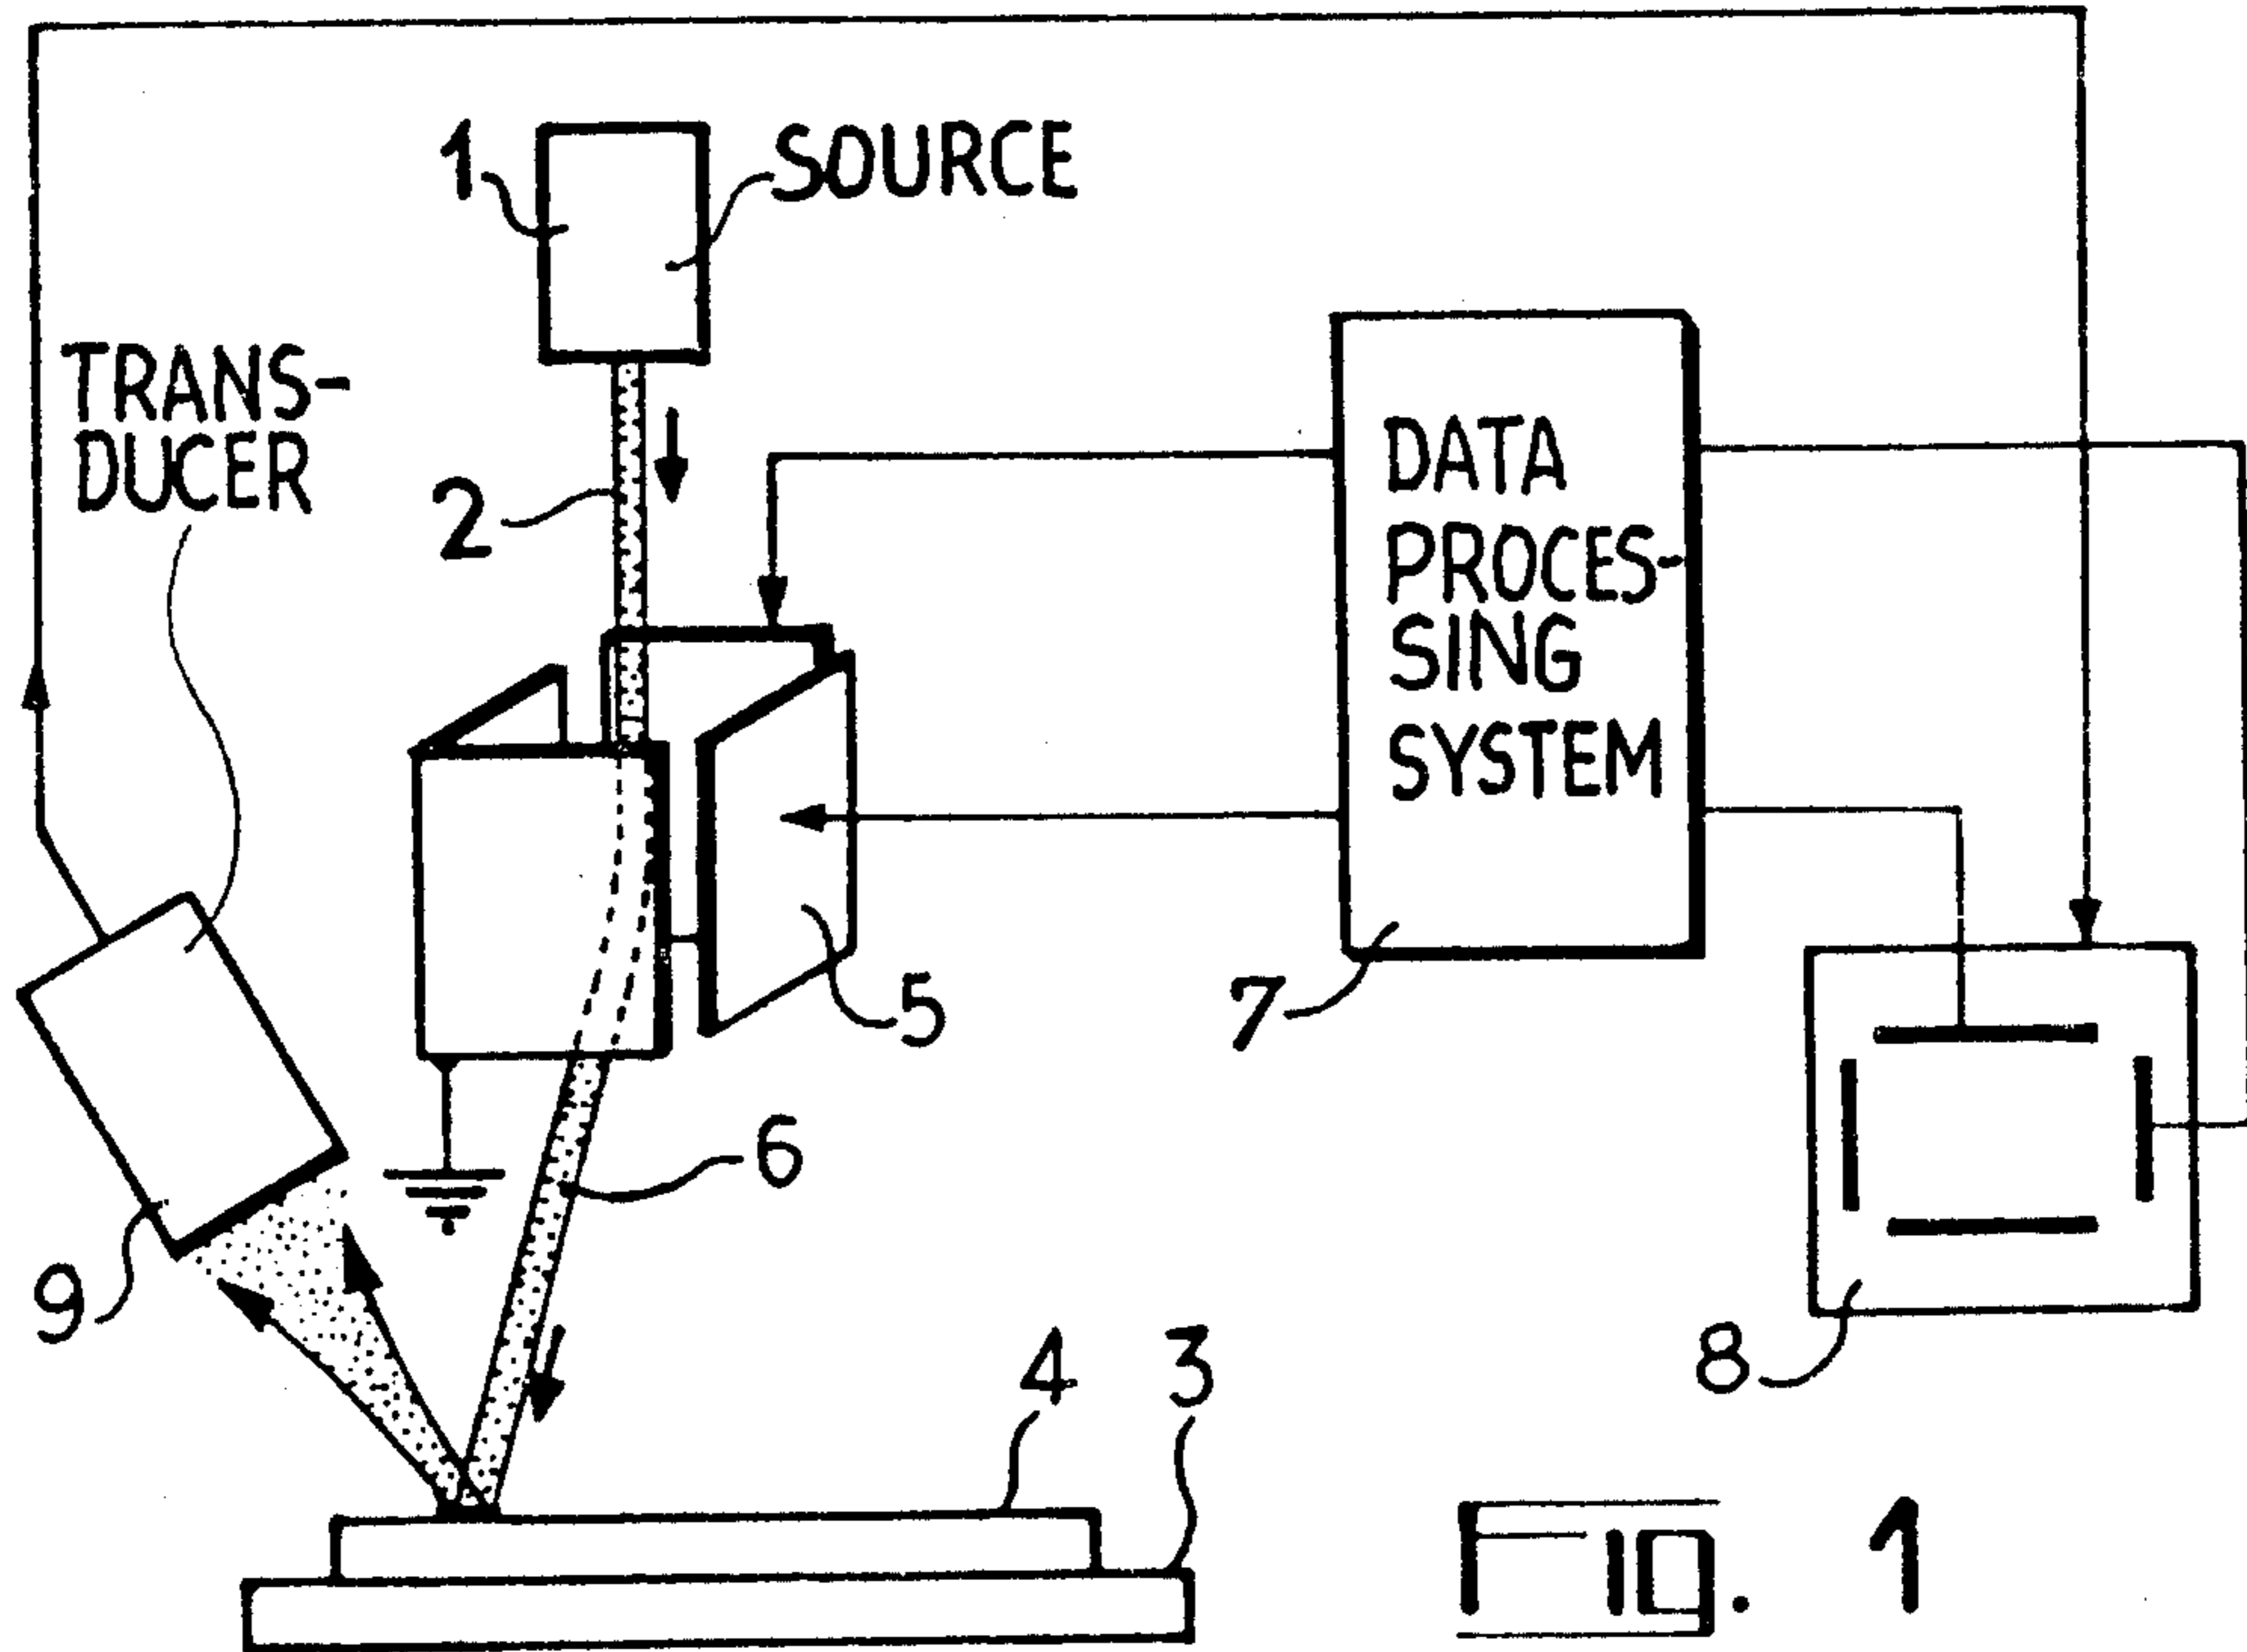 1
SOURCE
TRANS-
DUCER
2
DATA
PROCES-
SING
SYSTEM
5
7
6
9
4
3
8
FIG. 1